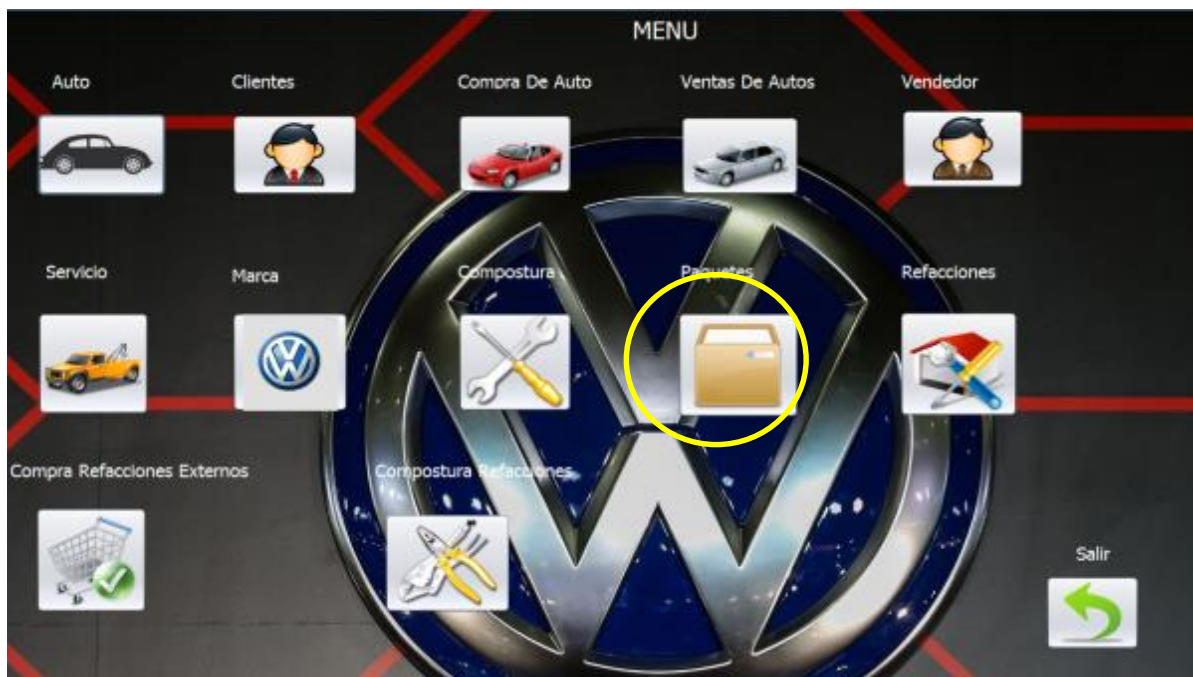 MENU
Auto
Clientes
Compra De Auto
Ventas De Autos
Vendedor
Servicio
Marca
Compostura
Paquetes
Refacciones
Compra Refacciones Externos
Compostura Refacciones
Salir